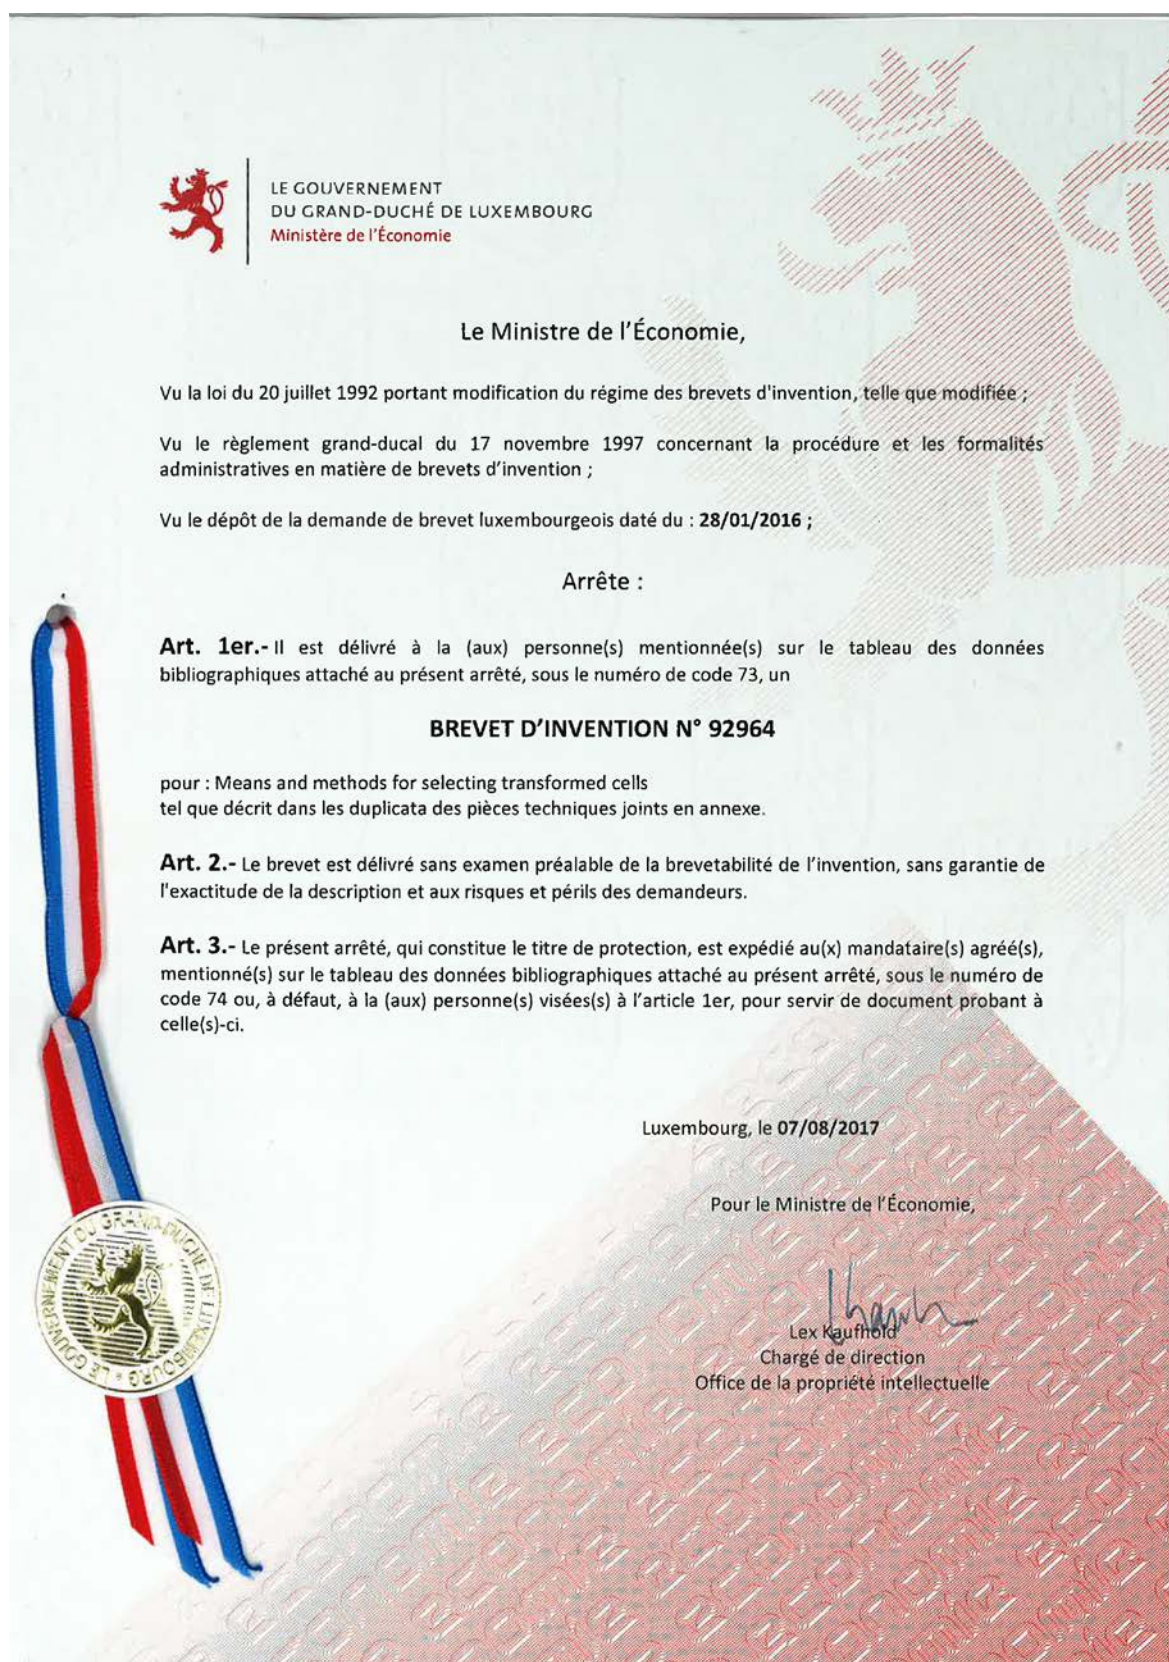 LE GOUVERNEMENT
DU GRAND-DUCHÉ DE LUXEMBOURG
Ministère de l'Économie
Le Ministre de l'Économie,
Vu la loi du 20 juillet 1992 portant modification du régime des brevets d'invention, telle que modifiée ;
Vu le règlement grand-ducal du 17 novembre 1997 concernant la procédure et les formalités
administratives en matière de brevets d'invention ;
Vu le dépôt de la demande de brevet luxembourgeois daté du : 28/01/2016 ;
Arrête :
Art. 1er.- Il est délivré à la (aux) personne(s) mentionnée(s) sur le tableau des données
bibliographiques attaché au présent arrêté, sous le numéro de code 73, un
BREVET D'INVENTION N° 92964
pour : Means and methods for selecting transformed cells
tel que décrit dans les duplicata des pièces techniques joints en annexe.
Art. 2.- Le brevet est délivré sans examen préalable de la brevetabilité de l'invention, sans garantie de
l'exactitude de la description et aux risques et périls des demandeurs.
Art. 3.- Le présent arrêté, qui constitue le titre de protection, est expédié au(x) mandataire(s) agréé(s),
mentionné(s) sur le tableau des données bibliographiques attaché au présent arrêté, sous le numéro de
code 74 ou, à défaut, à la (aux) personne(s) visées(s) à l'article 1er, pour servir de document probant à
celle(s)-ci.
Luxembourg, le 07/08/2017
Pour le Ministre de l'Économie,
Lex Kaufhold
Chargé de direction
Office de la propriété intellectuelle
LE GOUVERNEMENT DU GRAND-DUCHE DE LUXEMBOURG